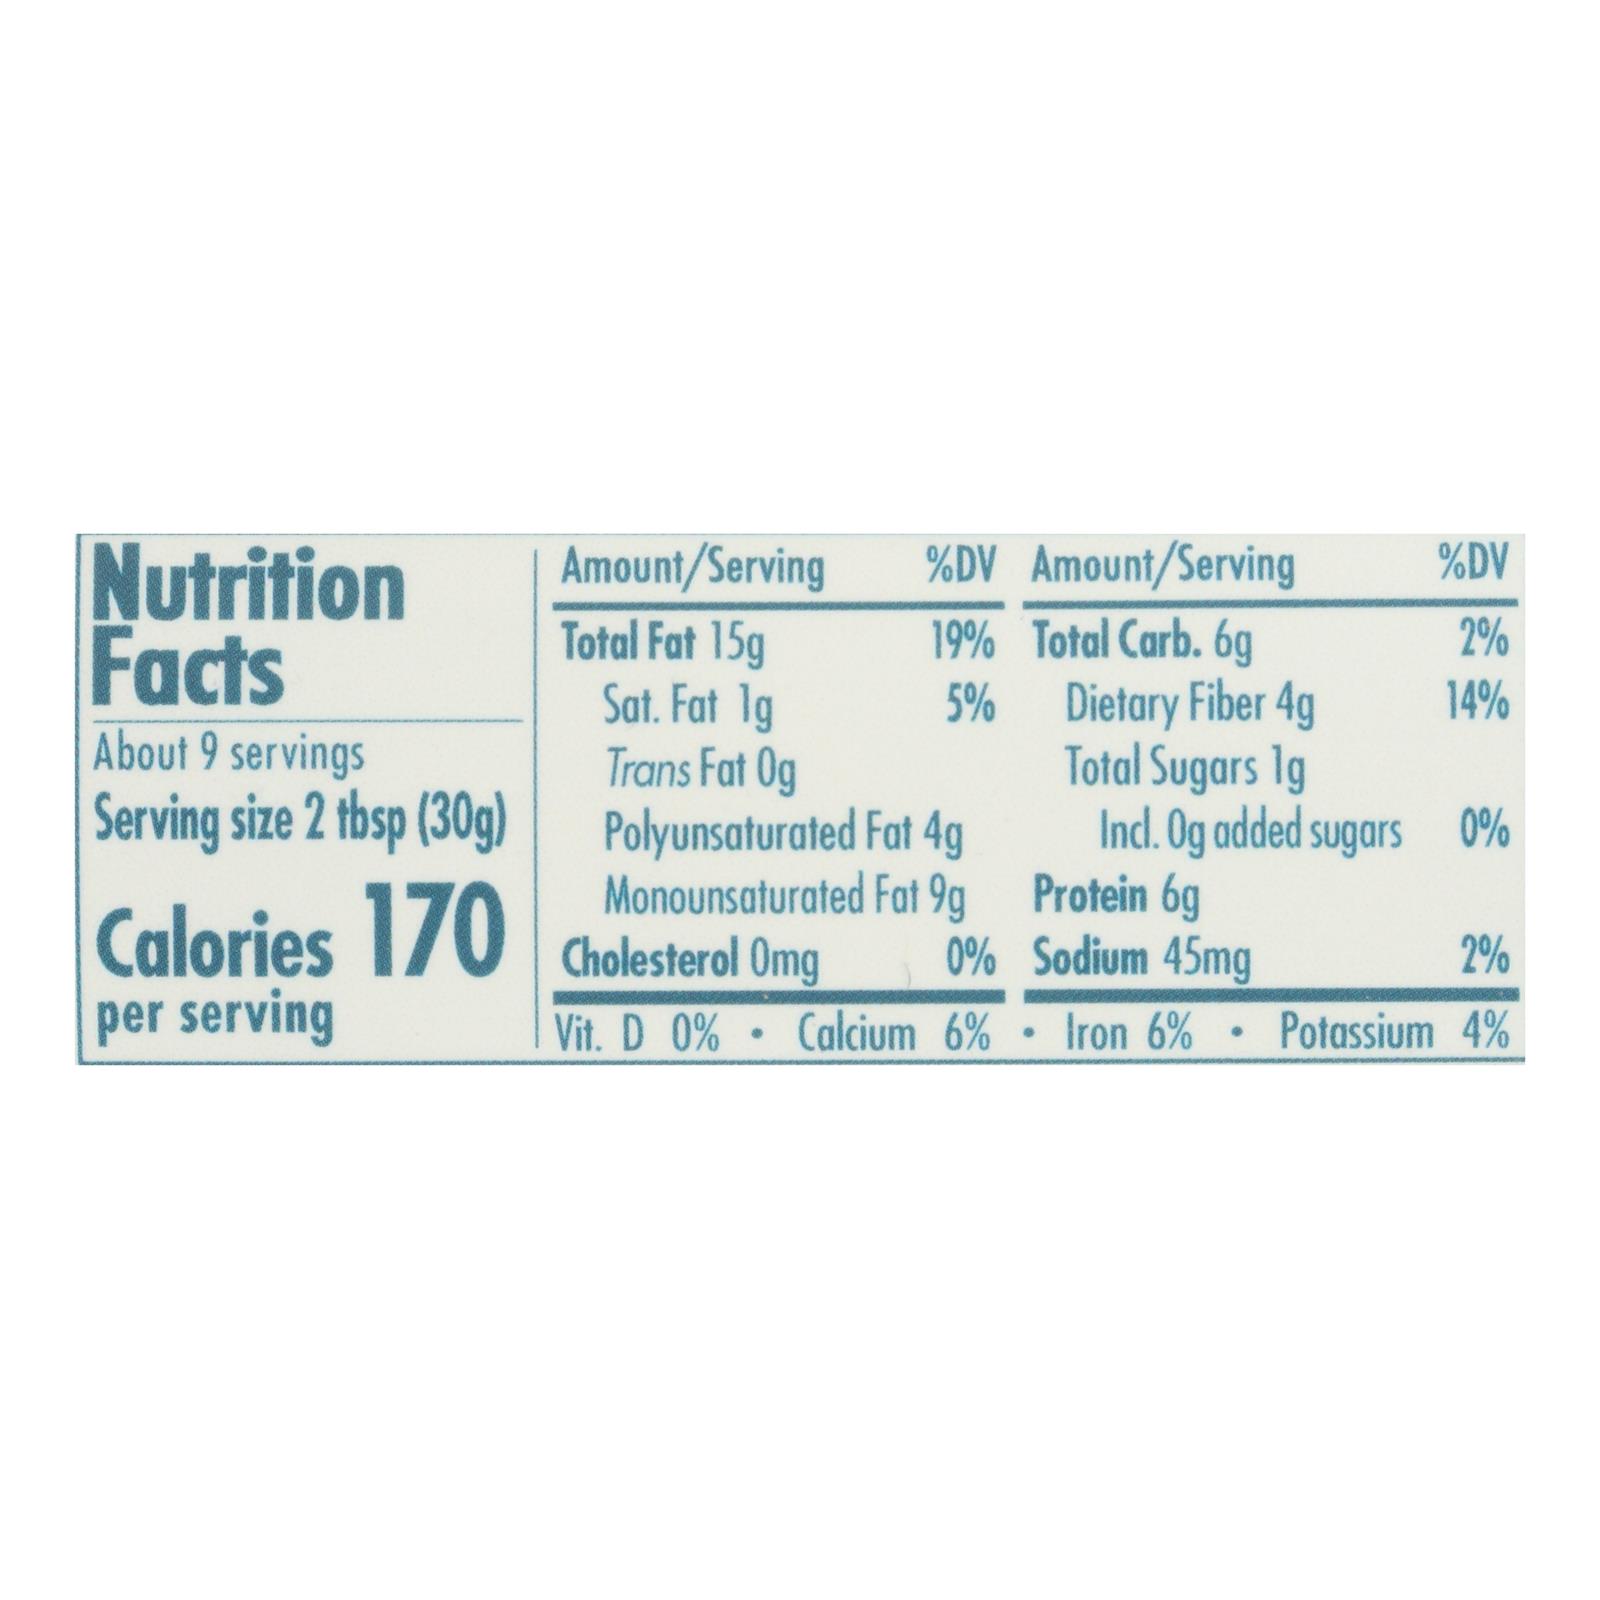 Nutrition
Facts
About 9 servings
Serving size 2 tbsp (30g)
Calories 170
per serving
Amount/Serving %DV
Total Fat 15g 19%
Sat. Fat 1g 5%
Trans Fat 0g
Polyunsaturated Fat 4g
Monounsaturated Fat 9g
Cholesterol 0mg 0%
Amount/Serving %DV
Total Carb. 6g 2%
Dietary Fiber 4g 14%
Total Sugars 1g
Incl. 0g added sugars 0%
Protein 6g
Sodium 45mg 2%
Vit. D 0% • Calcium 6% • Iron 6% • Potassium 4%